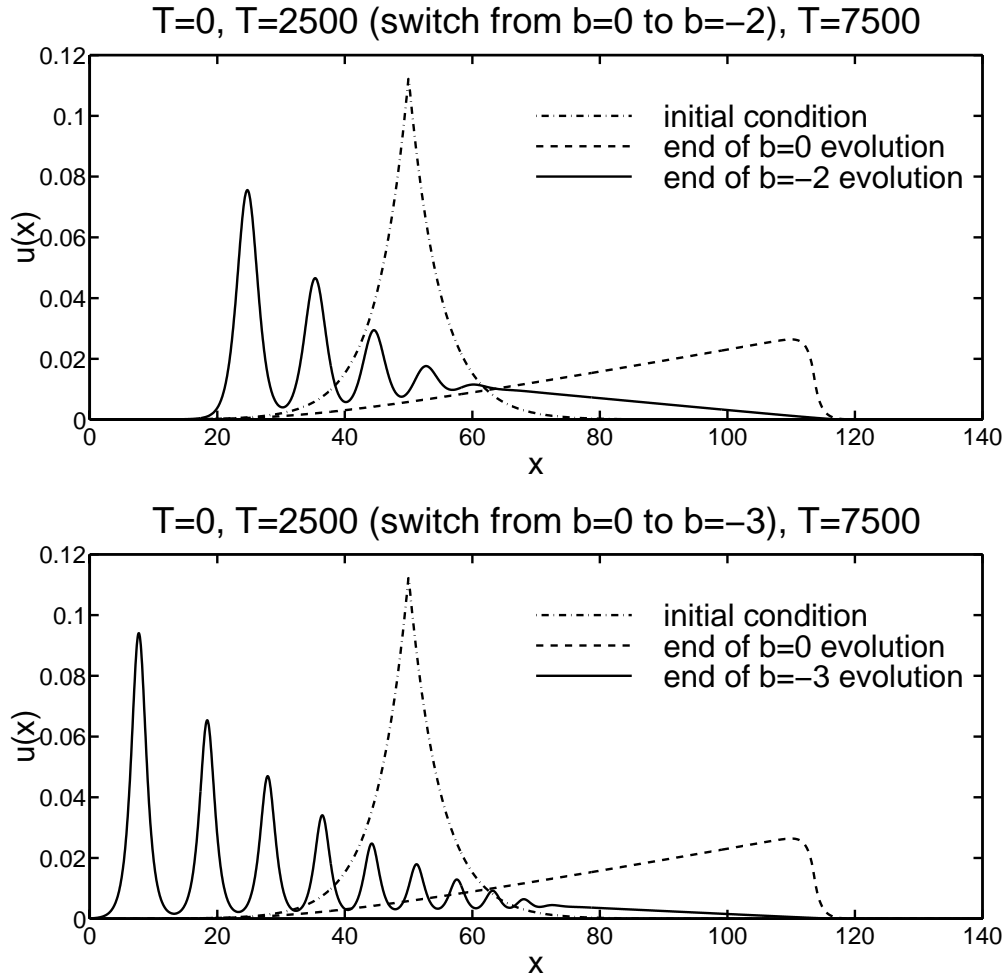 T=0, T=2500 (switch from b=0 to b=−2), T=7500
0.12
0.1
0.08
0.06
0.04
0.02
0
u(x)
initial condition
end of b=0 evolution
end of b=−2 evolution
0 20 40 60 80 100 120 140
x
T=0, T=2500 (switch from b=0 to b=−3), T=7500
0.12
0.1
0.08
0.06
0.04
0.02
0
u(x)
initial condition
end of b=0 evolution
end of b=−3 evolution
0 20 40 60 80 100 120 140
x